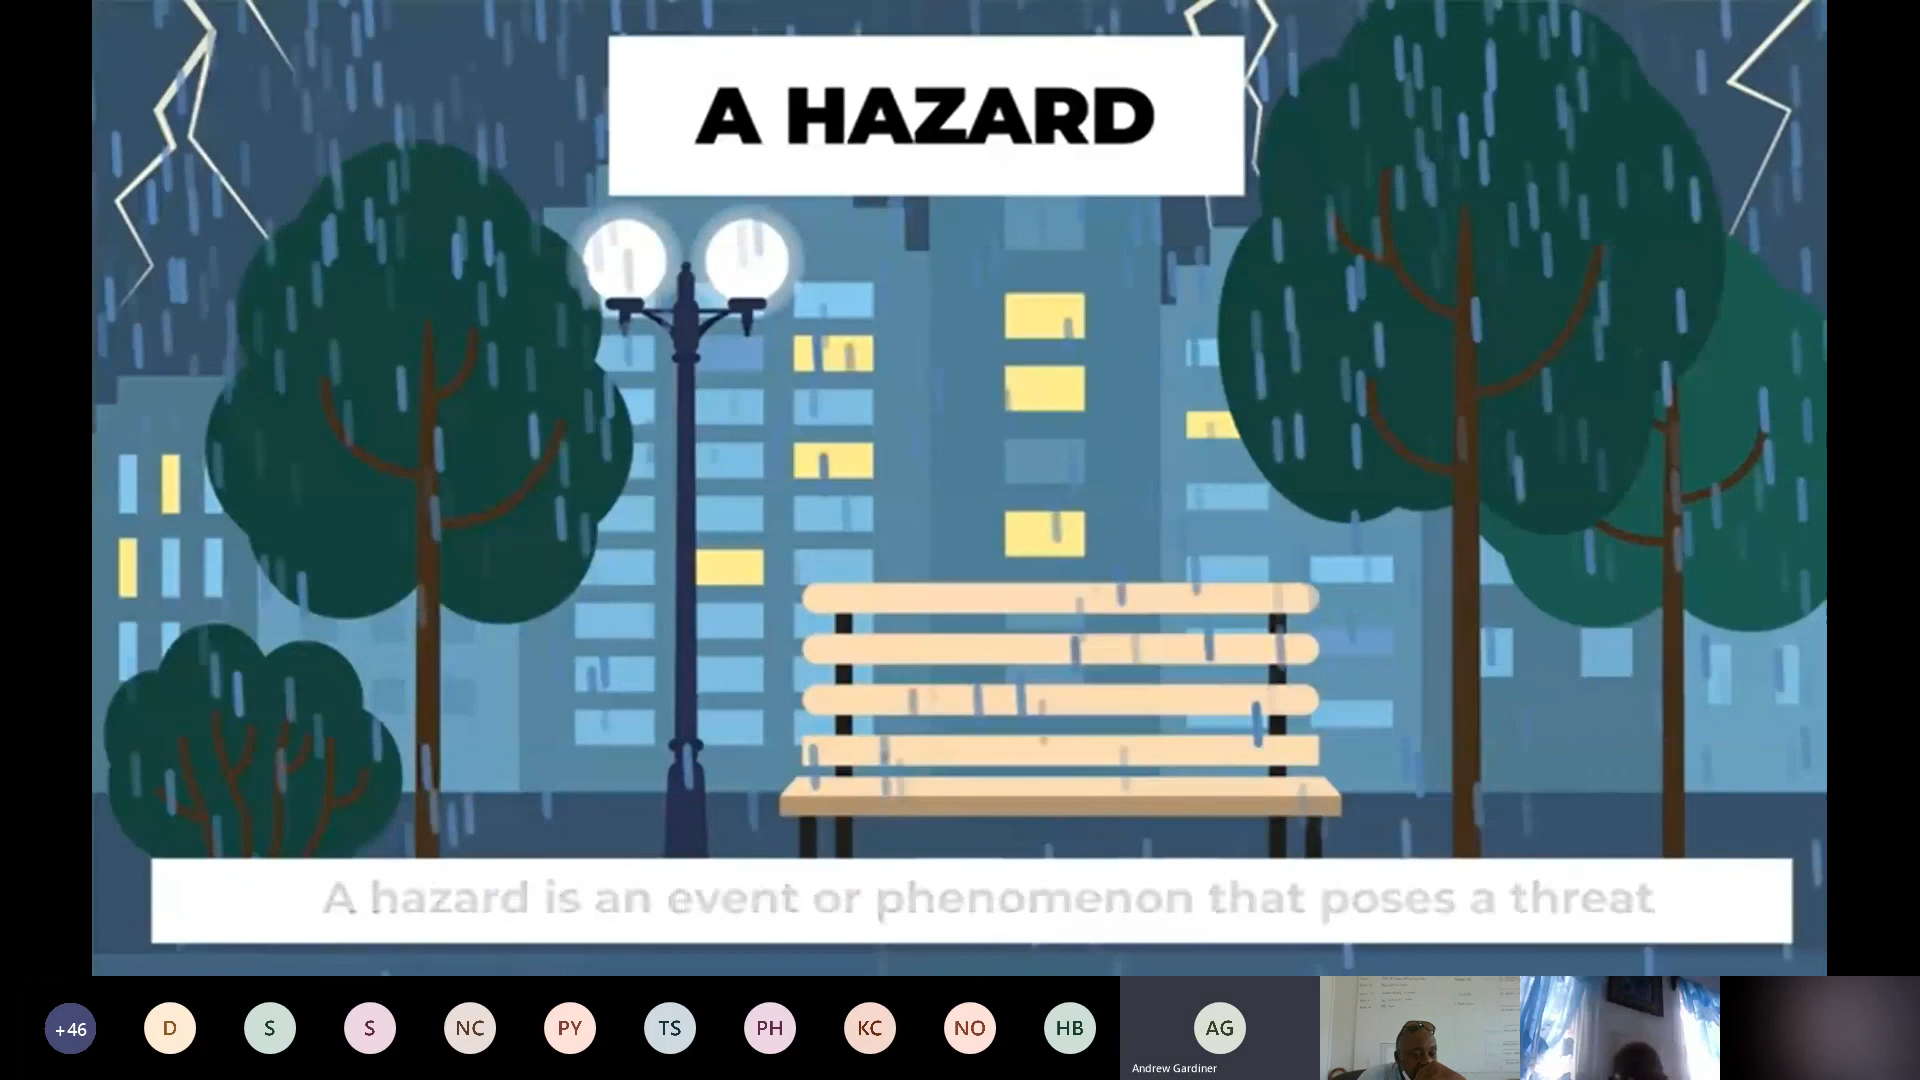 A HAZARD
A hazard is an event or phenomenon that poses a threat
+46
D
S
S
NC
PY
TS
PH
KC
NO
HB
AG
Andrew Gardiner